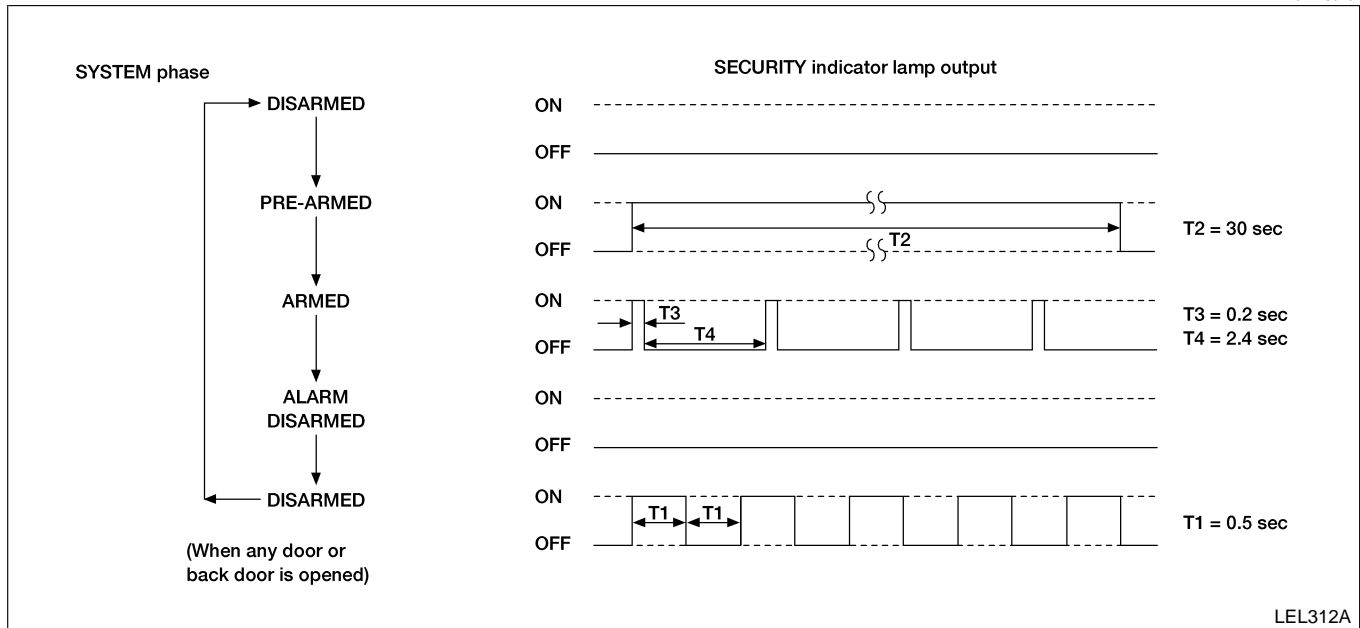 SYSTEM phase
SECURITY indicator lamp output
DISARMED
ON
OFF
PRE-ARMED
ON
OFF
T2
T2 = 30 sec
ARMED
ON
OFF
T3
T4
T3 = 0.2 sec
T4 = 2.4 sec
ALARM
DISARMED
ON
OFF
DISARMED
ON
OFF
T1
T1
T1 = 0.5 sec
(When any door or
back door is opened)
LEL312A